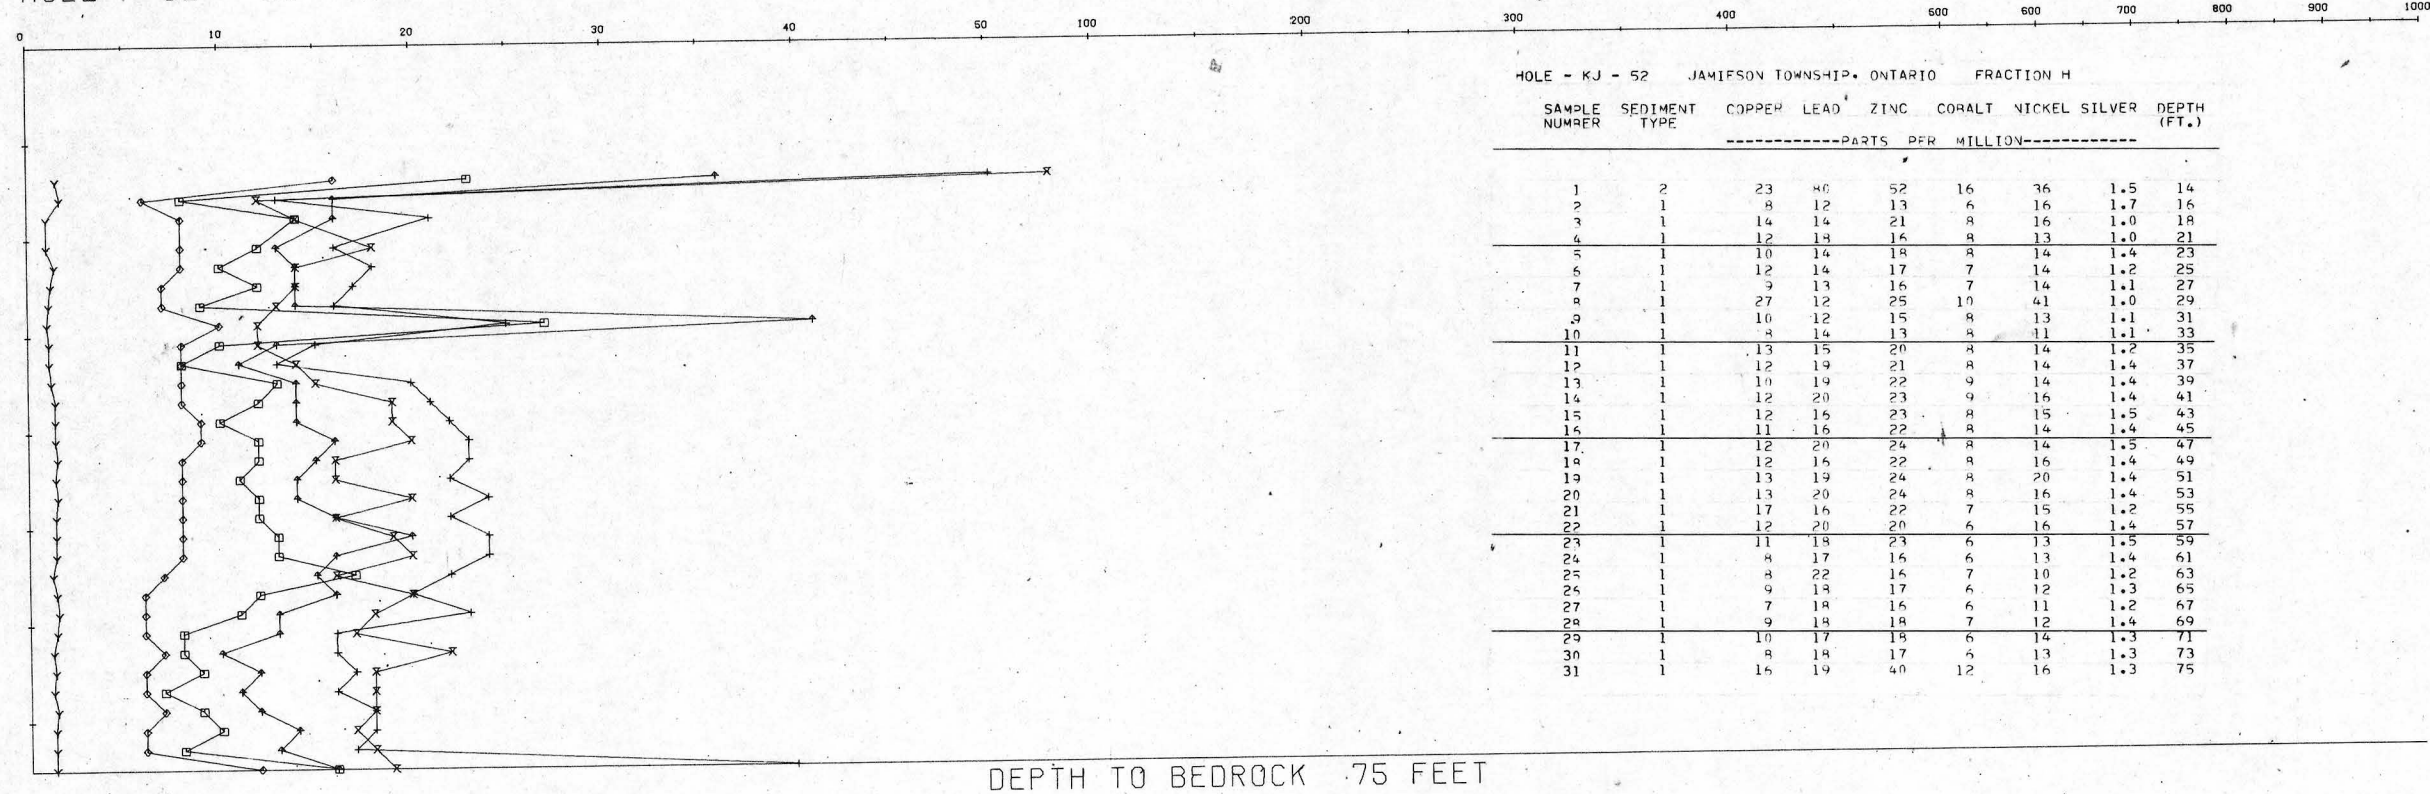 0 10 20 30 40 50 100 200 300 400 500 600 700 800 900 1000
HOLE - KJ - 52 JAMIESON TOWNSHIP. ONTARIO FRACTION H
SAMPLE SEDIMENT COPPER LEAD ZINC COBALT NICKEL SILVER DEPTH
NUMBER TYPE (FT.)
------------PARTS PER MILLION------------
1 2 23 80 52 16 36 1.5 14
2 1 8 12 13 6 16 1.7 16
3 1 14 14 21 8 16 1.0 18
4 1 12 18 16 8 13 1.0 21
5 1 10 14 18 8 14 1.4 23
6 1 12 14 17 7 14 1.2 25
7 1 9 13 16 7 14 1.1 27
8 1 27 12 25 10 41 1.0 29
9 1 10 12 15 8 13 1.1 31
10 1 8 14 13 8 11 1.1 33
11 1 13 15 20 8 14 1.2 35
12 1 12 19 21 8 14 1.4 37
13 1 10 19 22 9 14 1.4 39
14 1 12 20 23 9 16 1.4 41
15 1 12 16 23 8 15 1.5 43
16 1 11 16 22 8 14 1.4 45
17 1 12 20 24 8 14 1.5 47
18 1 12 16 22 8 16 1.4 49
19 1 13 19 24 8 20 1.4 51
20 1 13 20 24 8 16 1.4 53
21 1 17 16 22 7 15 1.2 55
22 1 12 20 20 6 16 1.4 57
23 1 11 18 23 6 13 1.5 59
24 1 8 17 16 6 13 1.4 61
25 1 8 22 16 7 10 1.2 63
26 1 9 18 17 6 12 1.3 65
27 1 7 18 16 6 11 1.2 67
28 1 9 18 18 7 12 1.4 69
29 1 10 17 18 6 14 1.3 71
30 1 8 18 17 6 13 1.3 73
31 1 16 19 40 12 16 1.3 75
DEPTH TO BEDROCK 75 FEET